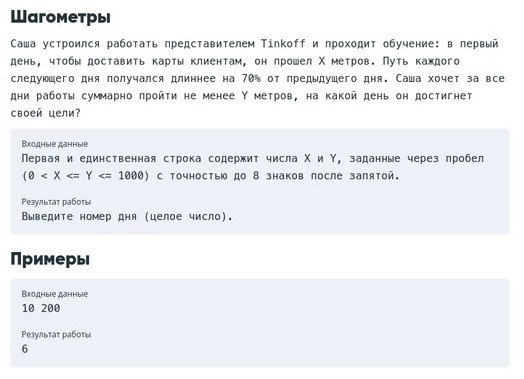 Шагометры
Саша устроился работать представителем Tinkoff и проходит обучение: в первый
день, чтобы доставить карты клиентам, он прошел X метров. Путь каждого
следующего дня получался длиннее на 70% от предыдущего дня. Саша хочет за все
дни работы суммарно пройти не менее Y метров, на какой день он достигнет
своей цели?
Входные данные
Первая и единственная строка содержит числа X и Y, заданные через пробел
(0 < X <= Y <= 1000) с точностью до 8 знаков после запятой.
Результат работы
Выведите номер дня (целое число).
Примеры
Входные данные
10 200
Результат работы
6